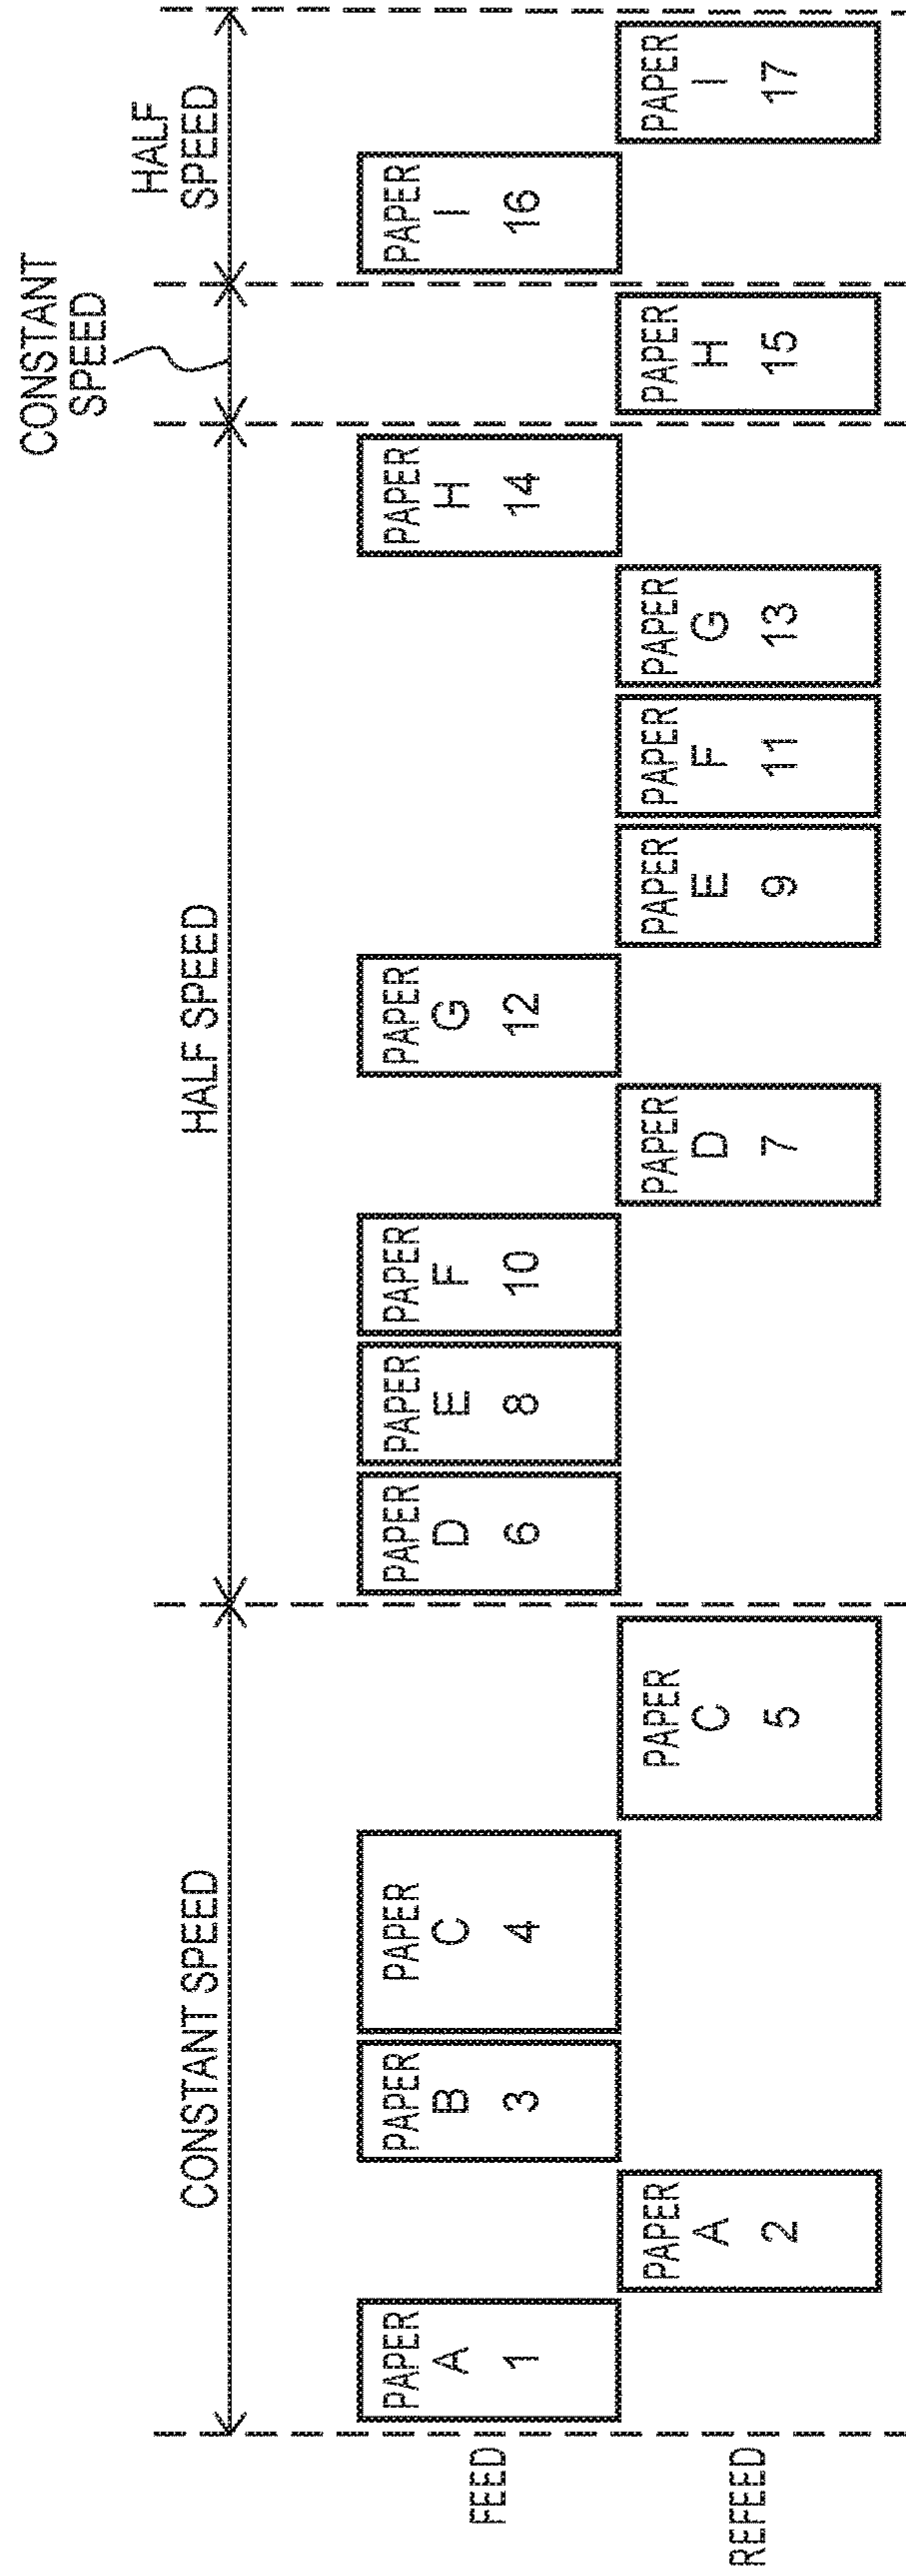 CONSTANT SPEED
HALF SPEED
CONSTANT
SPEED
HALF
SPEED
FEED
PAPER
A
1
PAPER
B
3
PAPER
C
4
PAPER
D
6
PAPER
E
8
PAPER
F
10
PAPER
G
12
PAPER
H
14
PAPER
I
16
REFEED
PAPER
A
2
PAPER
C
5
PAPER
D
7
PAPER
E
9
PAPER
F
11
PAPER
G
13
PAPER
H
15
PAPER
I
17